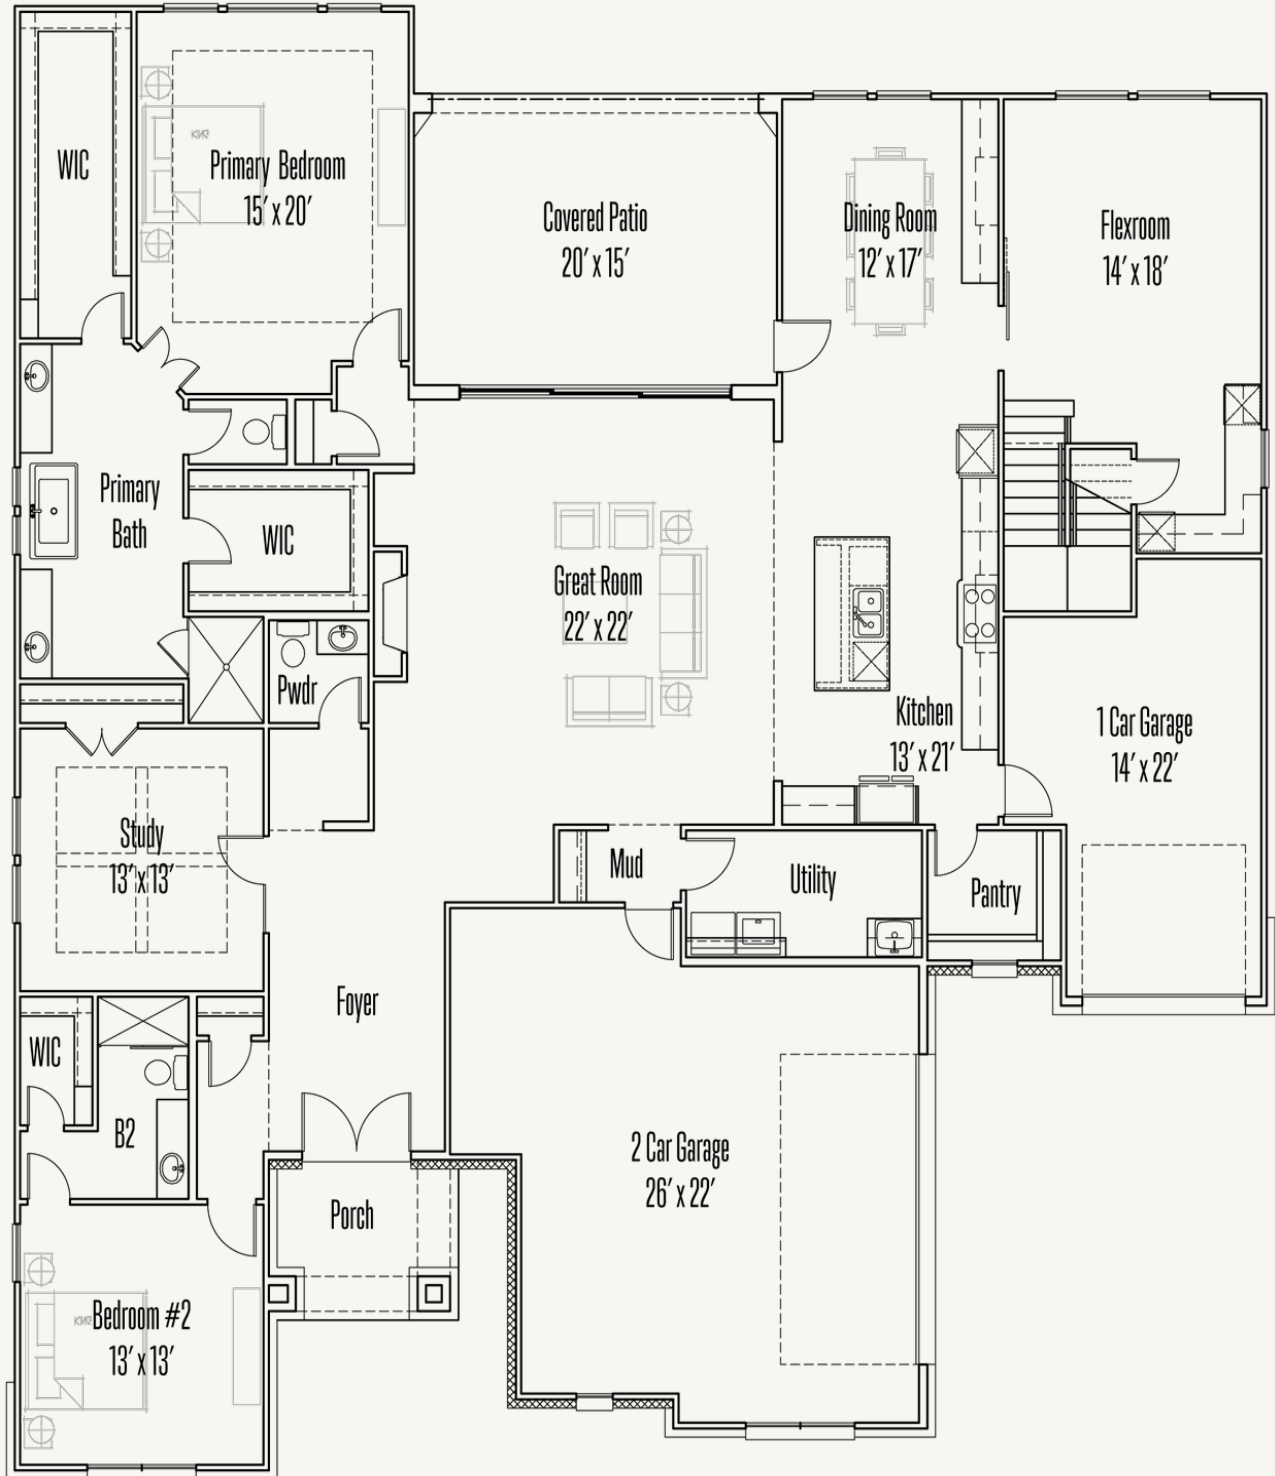 WIC
Primary Bedroom
15' x 20'
KING
Covered Patio
20' x 15'
Dining Room
12' x 17'
Flexroom
14' x 18'
Primary
Bath
WIC
Great Room
22' x 22'
Pwdr
Kitchen
13' x 21'
1 Car Garage
14' x 22'
Study
13' x 13'
Mud
Utility
Pantry
Foyer
WIC
B2
2 Car Garage
26' x 22'
Porch
Bedroom #2
13' x 13'
KING